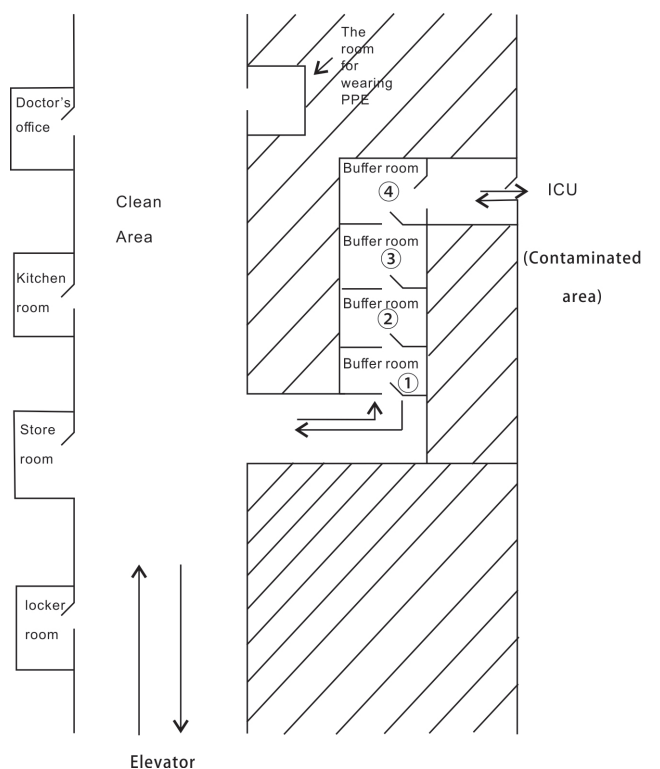 The
room
for
wearing
PPE
Doctor's
office
Buffer room
④
ICU
Clean
Area
Buffer room
③
(Contaminated
area)
Kitchen
room
Buffer room
②
Buffer room
①
Store
room
locker
room
Elevator